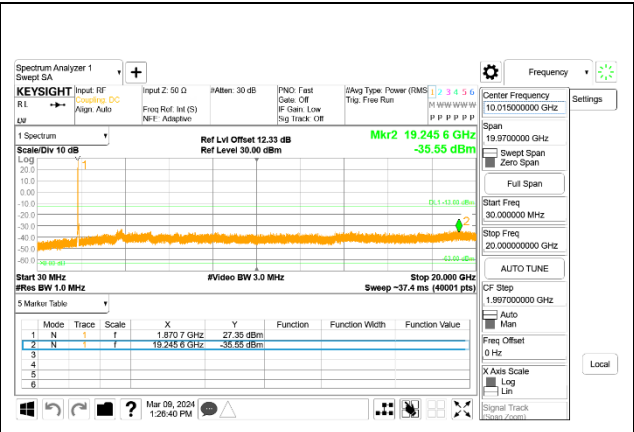 Spectrum Analyzer 1
Swept SA
Frequency
KEYSIGHT
RL
Input: RF
Coupling: DC
Align: Auto
Input Z: 50 Ω
Freq Ref: Int (S)
NFE: Adaptive
#Atten: 30 dB
PNO: Fast
Gate: Off
IF Gain: Low
Sig Track: Off
#Avg Type: Power (RMS
Trig: Free Run
1 2 3 4 5 6
M W W W W W
P P P P P P
Center Frequency
10.015000000 GHz
Settings
Span
19.9700000 GHz
Swept Span
Zero Span
Full Span
Start Freq
30.000000 MHz
Stop Freq
20.000000000 GHz
AUTO TUNE
CF Step
1.997000000 GHz
Auto
Man
Freq Offset
0 Hz
X Axis Scale
Log
Lin
Signal Track
(Span Zoom)
Local
1 Spectrum
Scale/Div 10 dB
Ref Lvl Offset 12.33 dB
Ref Level 30.00 dBm
Mkr2 19.245 6 GHz
-35.55 dBm
Log
20.0
10.0
0.00
-10.0
-20.0
-30.0
-40.0
-50.0
-60.0
1
2
DL1 -13.00 dBm
Start 30 MHz
#Res BW 1.0 MHz
#Video BW 3.0 MHz
Stop 20.000 GHz
Sweep ~37.4 ms (40001 pts)
5 Marker Table
Mode Trace Scale X Y Function Function Width Function Value
1 N 1 f 1.870 7 GHz 27.35 dBm
2 N 1 f 19.245 6 GHz -35.55 dBm
3
4
5
6
?
Mar 09, 2024
1:26:40 PM